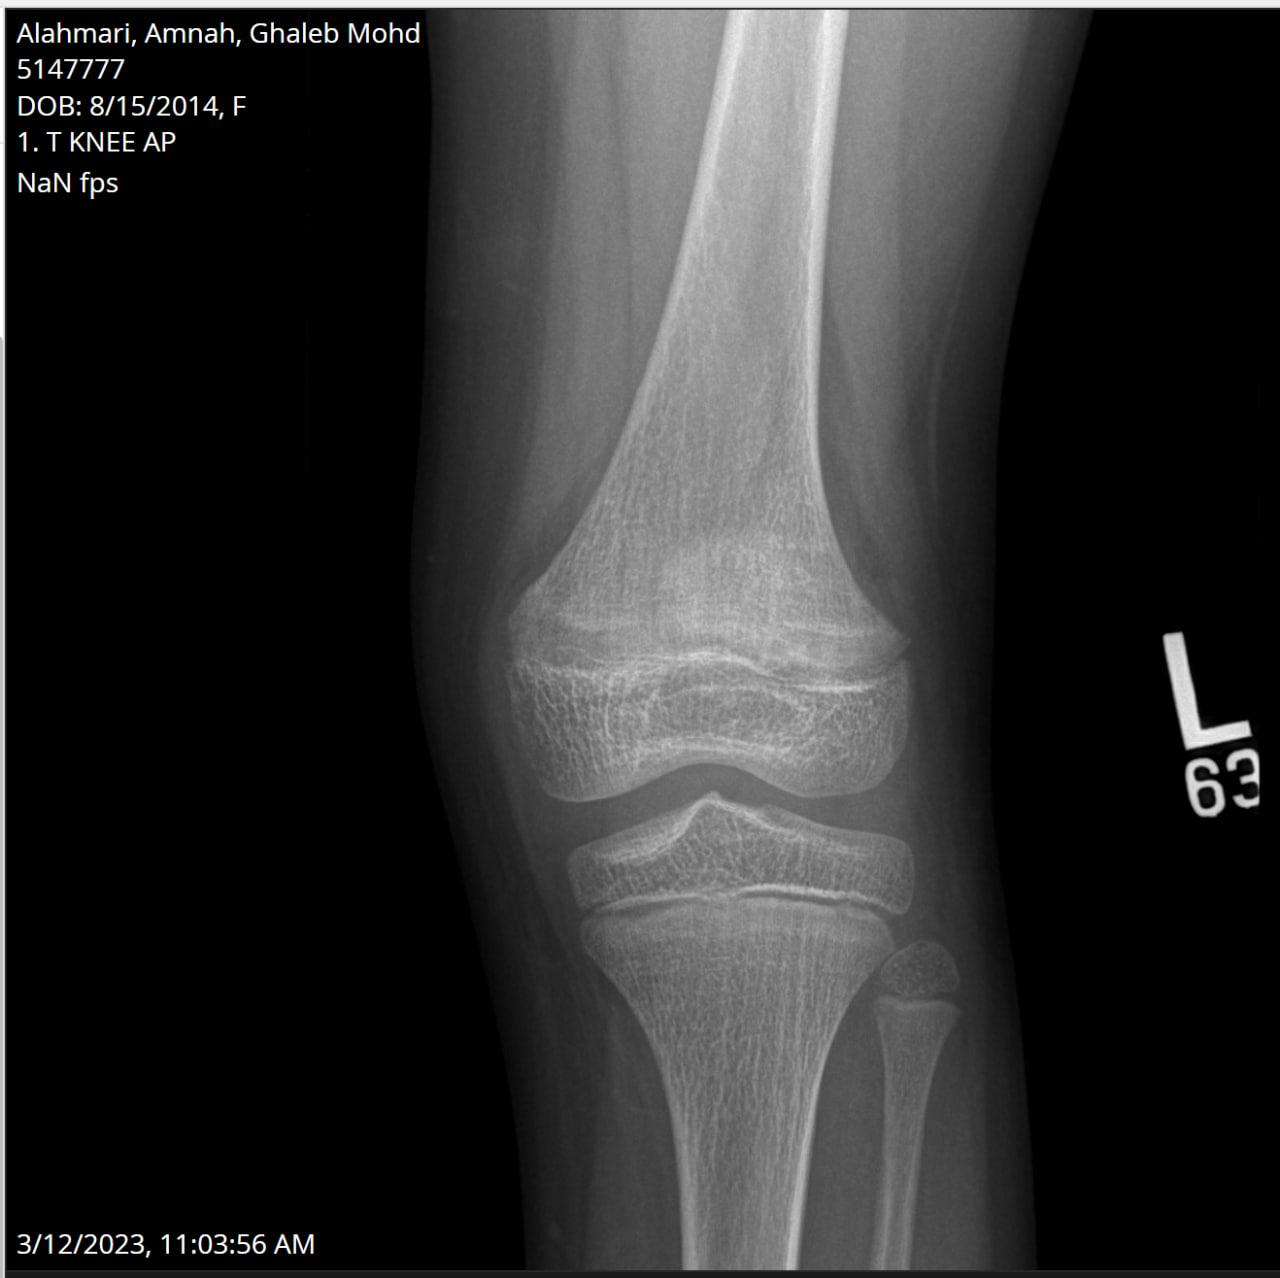 Alahmari, Amnah, Ghaleb Mohd
5147777
DOB: 8/15/2014, F
1. T KNEE AP
NaN fps
L
63
3/12/2023, 11:03:56 AM